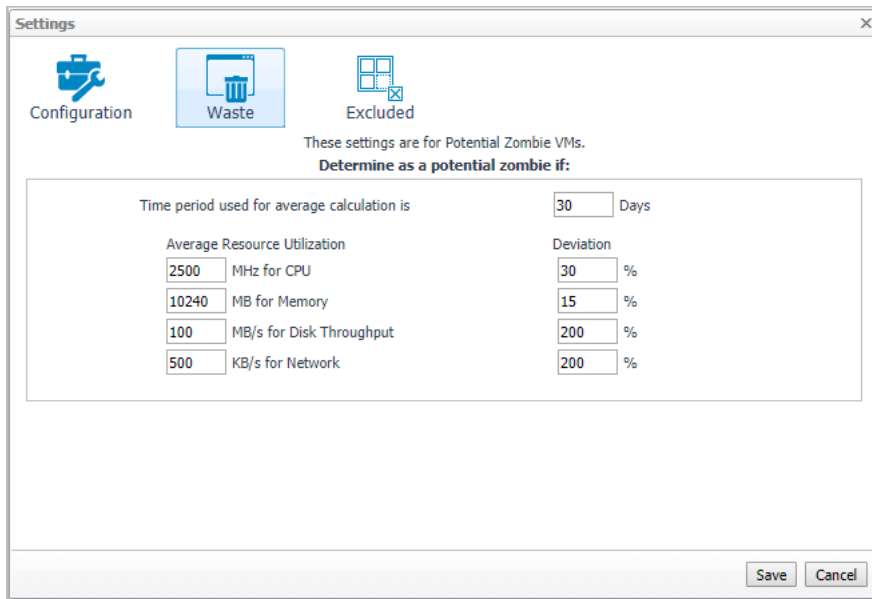 Settings
Configuration Waste Excluded
These settings are for Potential Zombie VMs.
Determine as a potential zombie if:
Time period used for average calculation is 30 Days
Average Resource Utilization Deviation
2500 MHz for CPU 30 %
10240 MB for Memory 15 %
100 MB/s for Disk Throughput 200 %
500 KB/s for Network 200 %
Save Cancel